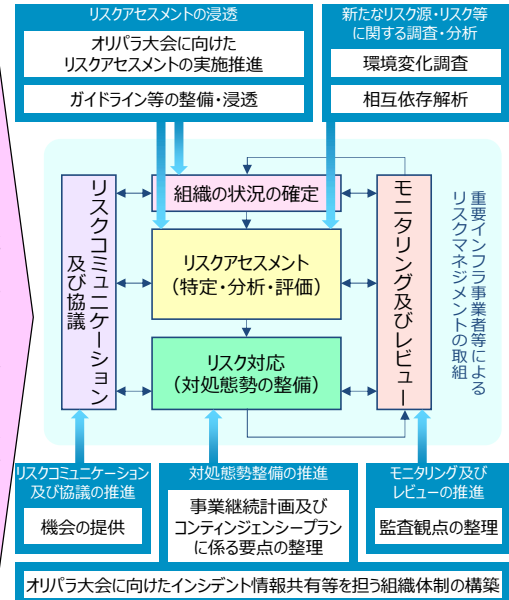 リスクアセスメントの浸透
オリパラ大会に向けた
リスクアセスメントの実施推進
ガイドライン等の整備・浸透
新たなリスク源・リスク等
に関する調査・分析
環境変化調査
相互依存解析
リスクコミュニケーション
及び協議
組織の状況の確定
リスクアセスメント
（特定・分析・評価）
リスク対応
（対処態勢の整備）
モニタリング及びレビュー
重要インフラ事業者等による
リスクマネジメントの取組
リスクコミュニケーション
及び協議の推進
機会の提供
対処態勢整備の推進
事業継続計画及び
コンティンジェンシープラン
に係る要点の整理
モニタリング及び
レビューの推進
監査観点の整理
オリパラ大会に向けたインシデント情報共有等を担う組織体制の構築